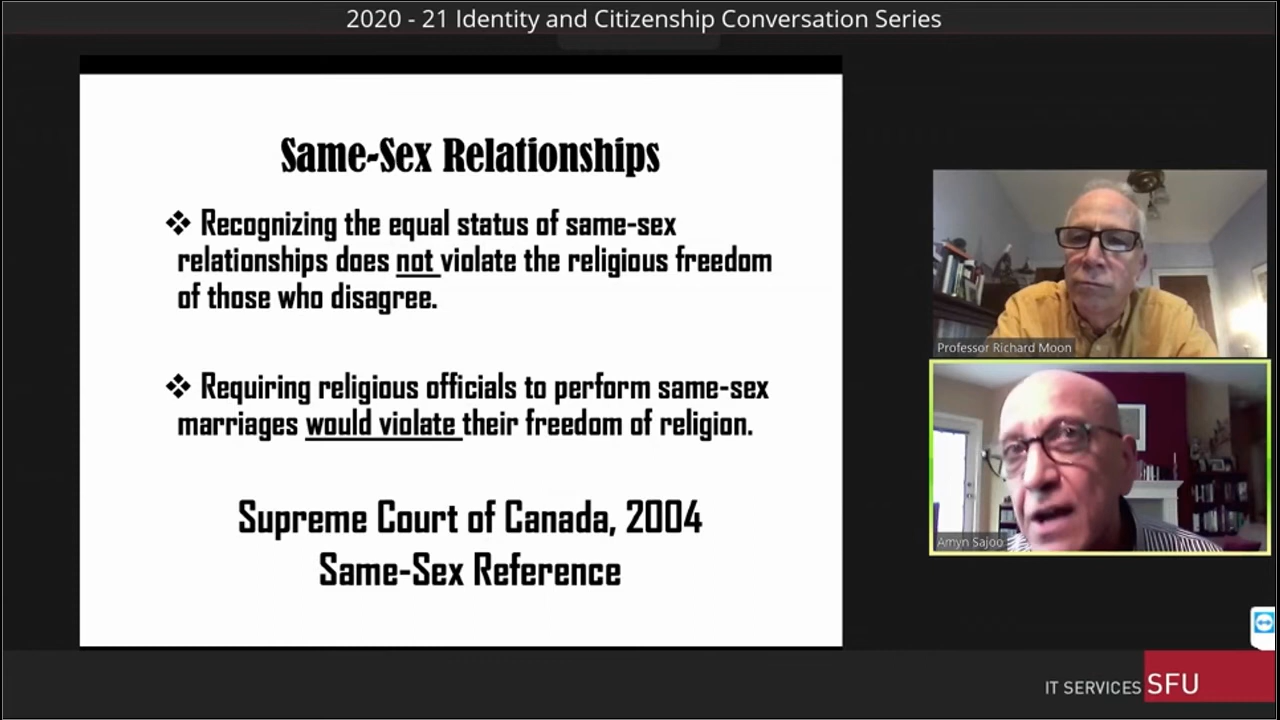 2020 - 21 Identity and Citizenship Conversation Series
Same-Sex Relationships
❖ Recognizing the equal status of same-sex
relationships does not violate the religious freedom
of those who disagree.
❖ Requiring religious officials to perform same-sex
marriages would violate their freedom of religion.
Supreme Court of Canada, 2004
Same-Sex Reference
Professor Richard Moon
Amyn Sajoo
IT SERVICES SFU